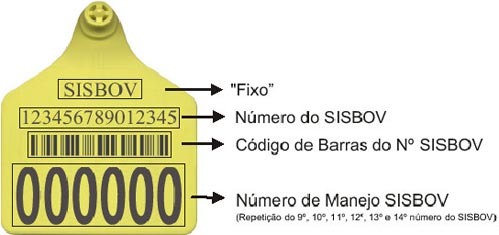 SISBOV
"Fixo"
123456789012345
Número do SISBOV
Código de Barras do Nº SISBOV
000000
Número de Manejo SISBOV
(Repetição do 9º, 10º, 11º, 12º, 13º e 14º número do SISBOV)